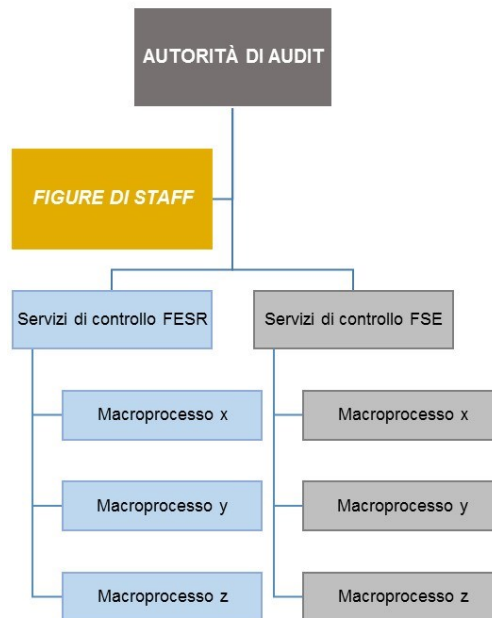 AUTORITÀ DI AUDIT
FIGURE DI STAFF
Servizi di controllo FESR
Servizi di controllo FSE
Macroprocesso x
Macroprocesso x
Macroprocesso y
Macroprocesso y
Macroprocesso z
Macroprocesso z